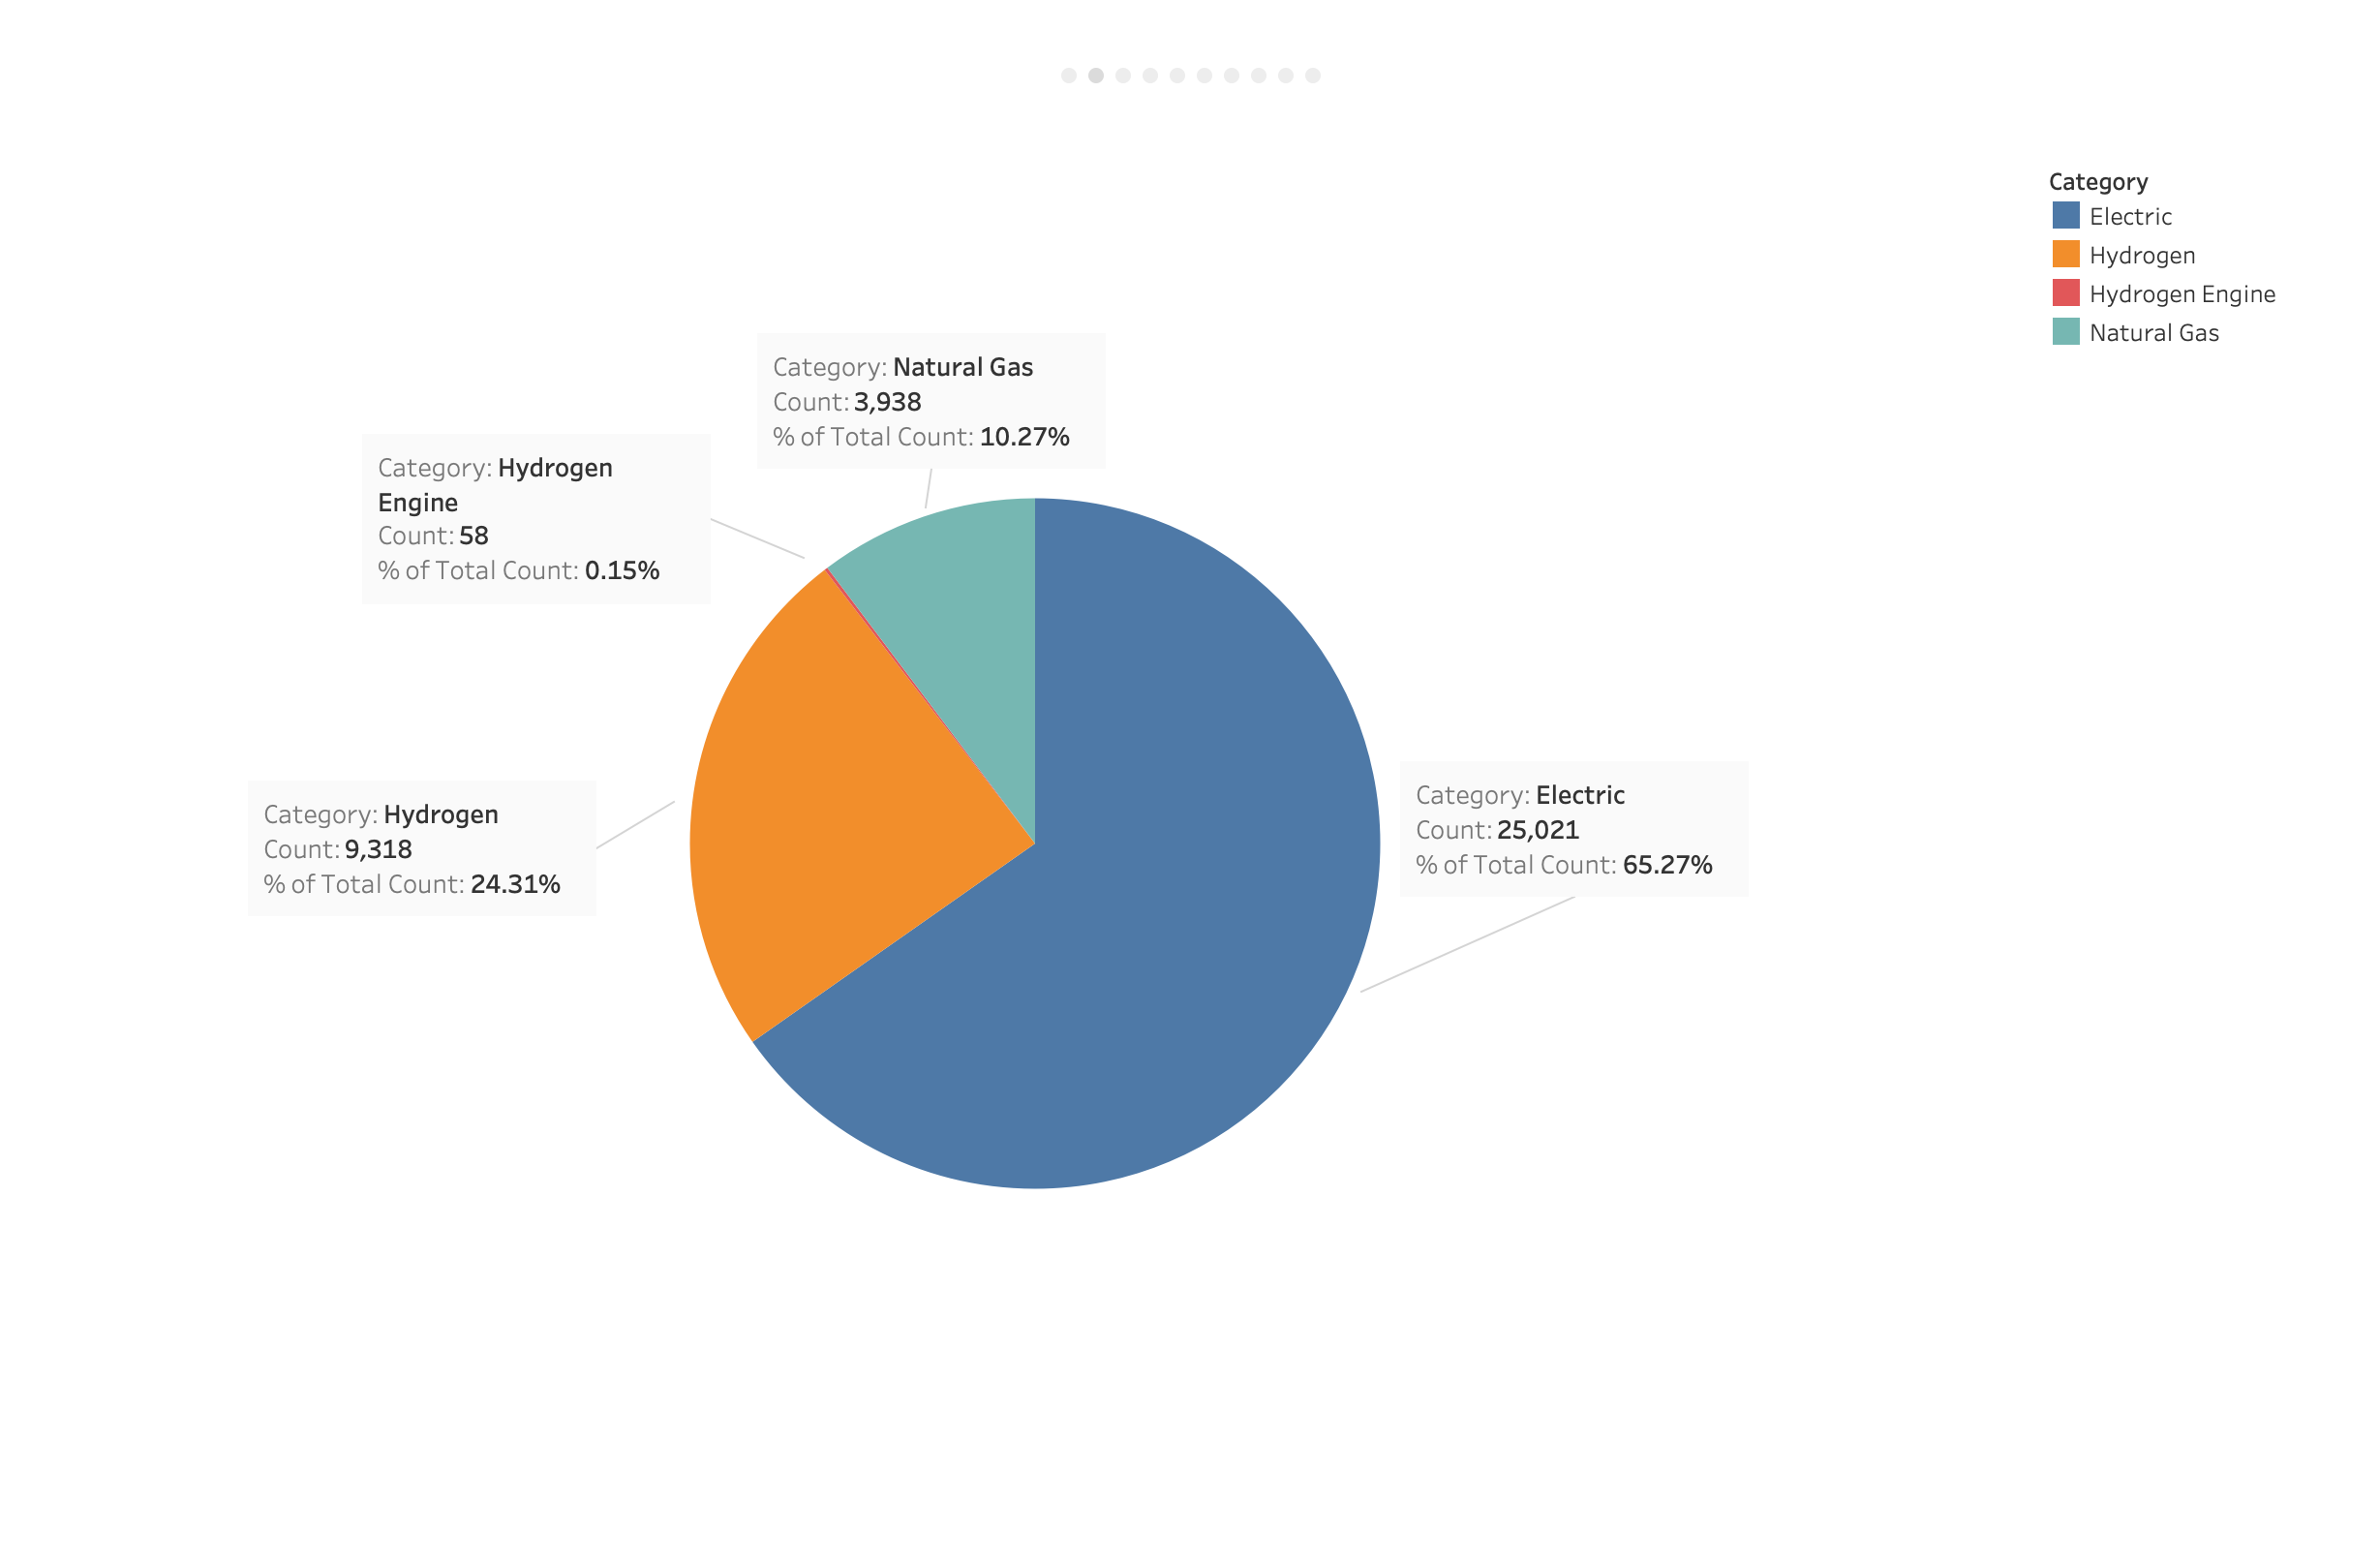 Category
Electric
Hydrogen
Hydrogen Engine
Natural Gas
Category: Natural Gas
Count: 3,938
% of Total Count: 10.27%
Category: Hydrogen
Engine
Count: 58
% of Total Count: 0.15%
Category: Hydrogen
Count: 9,318
% of Total Count: 24.31%
Category: Electric
Count: 25,021
% of Total Count: 65.27%